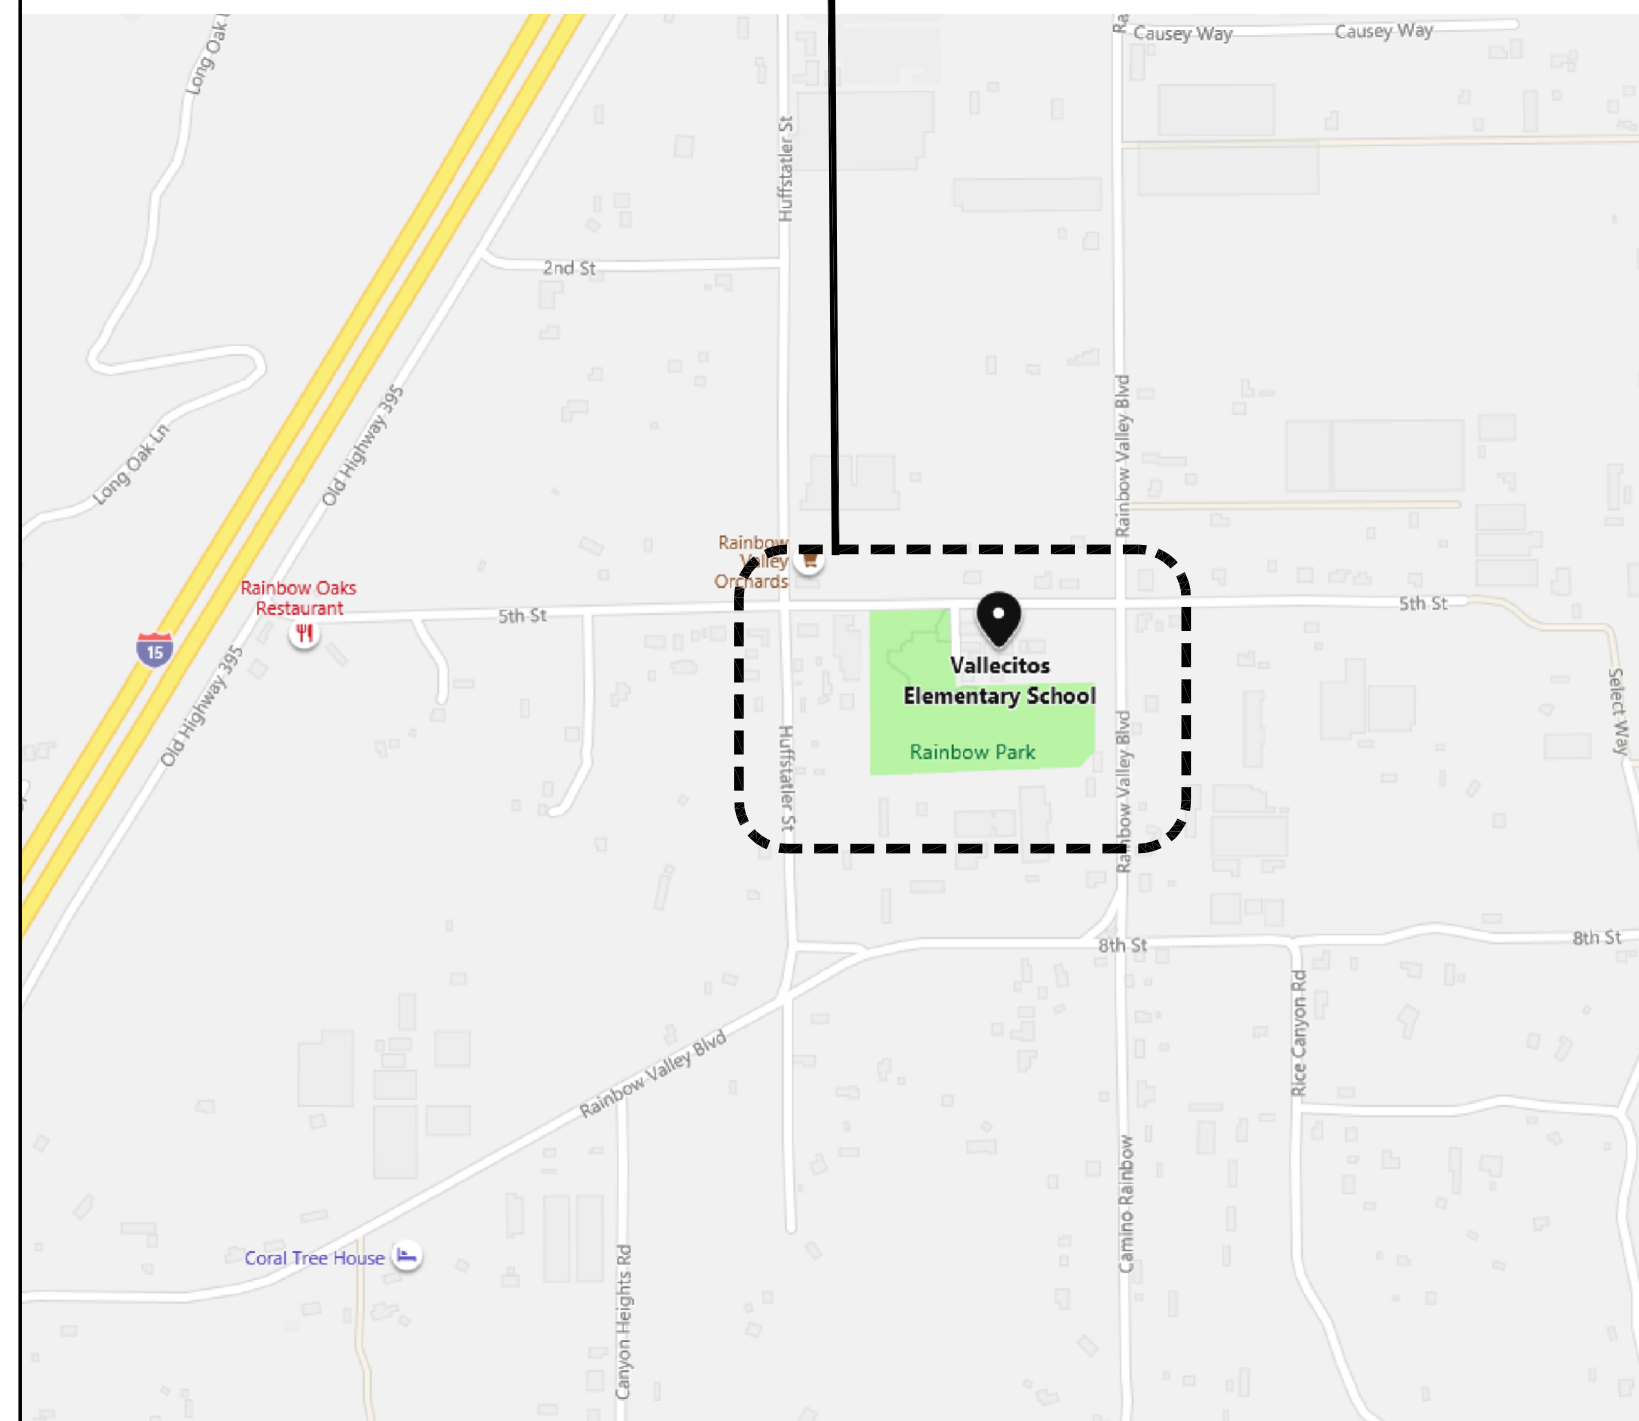 Long Oak
Ra
Causey Way
Causey Way
Huffstatler St
2nd St
Old Highway 395
Long Oak Ln
Rainbow Valley Blvd
Rainbow
Valley
Orchards
Rainbow Oaks
Restaurant
5th St
5th St
15
Old Highway 395
Vallecitos
Elementary School
Rainbow Park
Huffstatler St
Rainbow Valley Blvd
Select Way
8th St
8th St
Rice Canyon Rd
Rainbow Valley Blvd
Camino Rainbow
Coral Tree House
Canyon Heights Rd